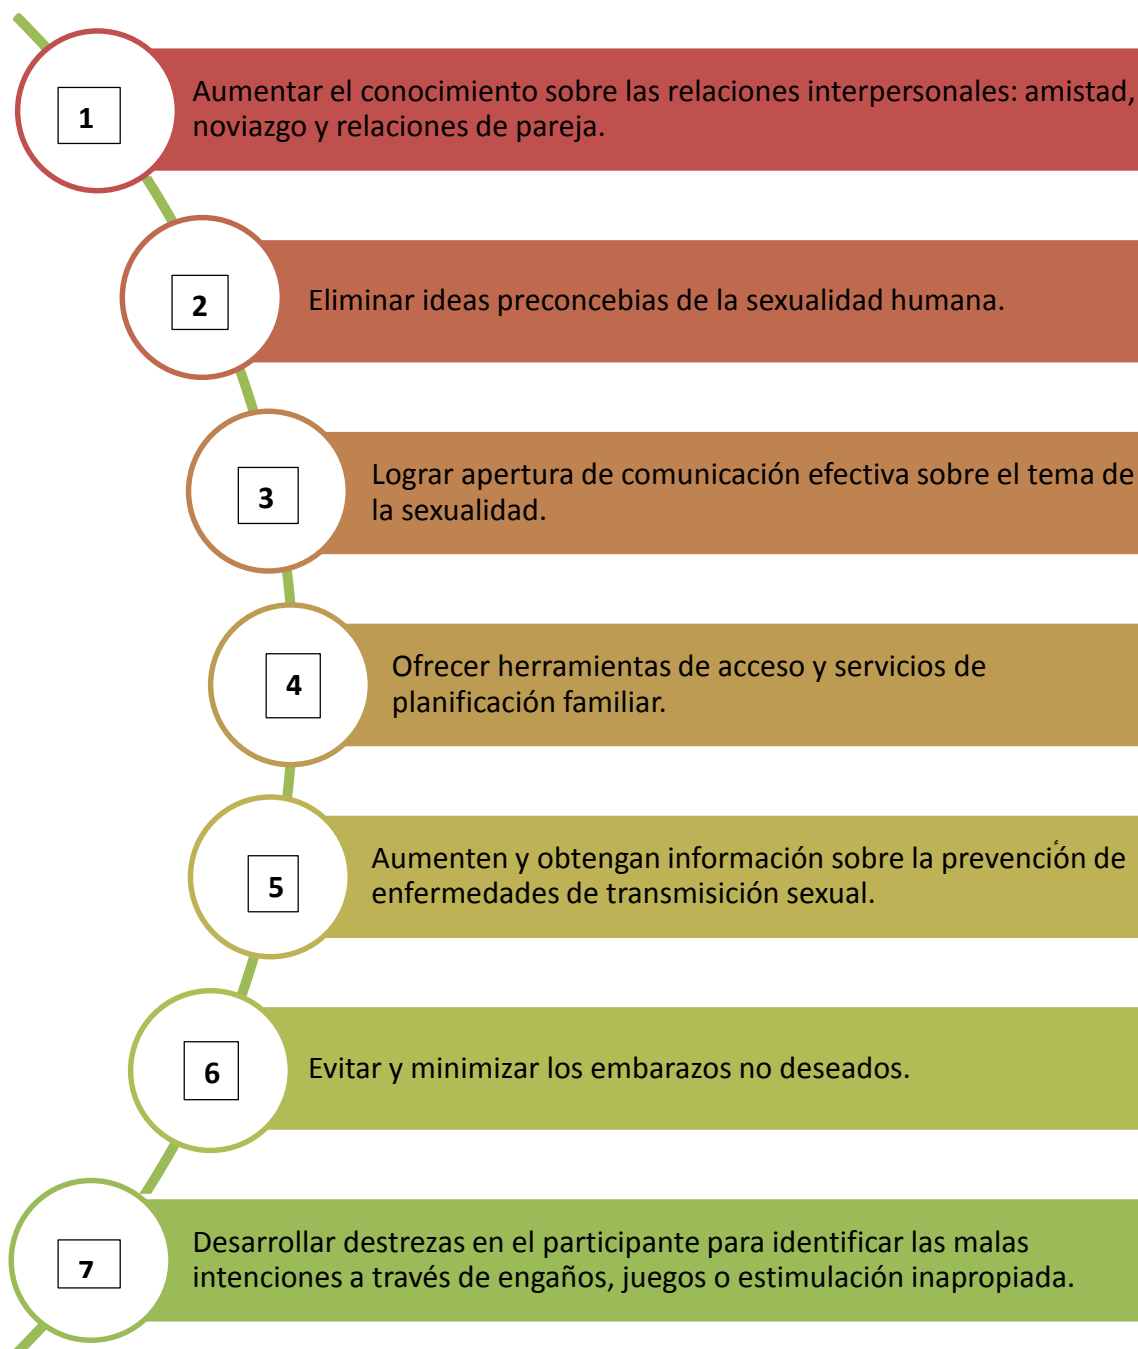 1
Aumentar el conocimiento sobre las relaciones interpersonales: amistad,
noviazgo y relaciones de pareja.
2
Eliminar ideas preconcebias de la sexualidad humana.
3
Lograr apertura de comunicación efectiva sobre el tema de
la sexualidad.
4
Ofrecer herramientas de acceso y servicios de
planificación familiar.
5
Aumenten y obtengan información sobre la prevención de
enfermedades de transmisición sexual.
6
Evitar y minimizar los embarazos no deseados.
7
Desarrollar destrezas en el participante para identificar las malas
intenciones a través de engaños, juegos o estimulación inapropiada.